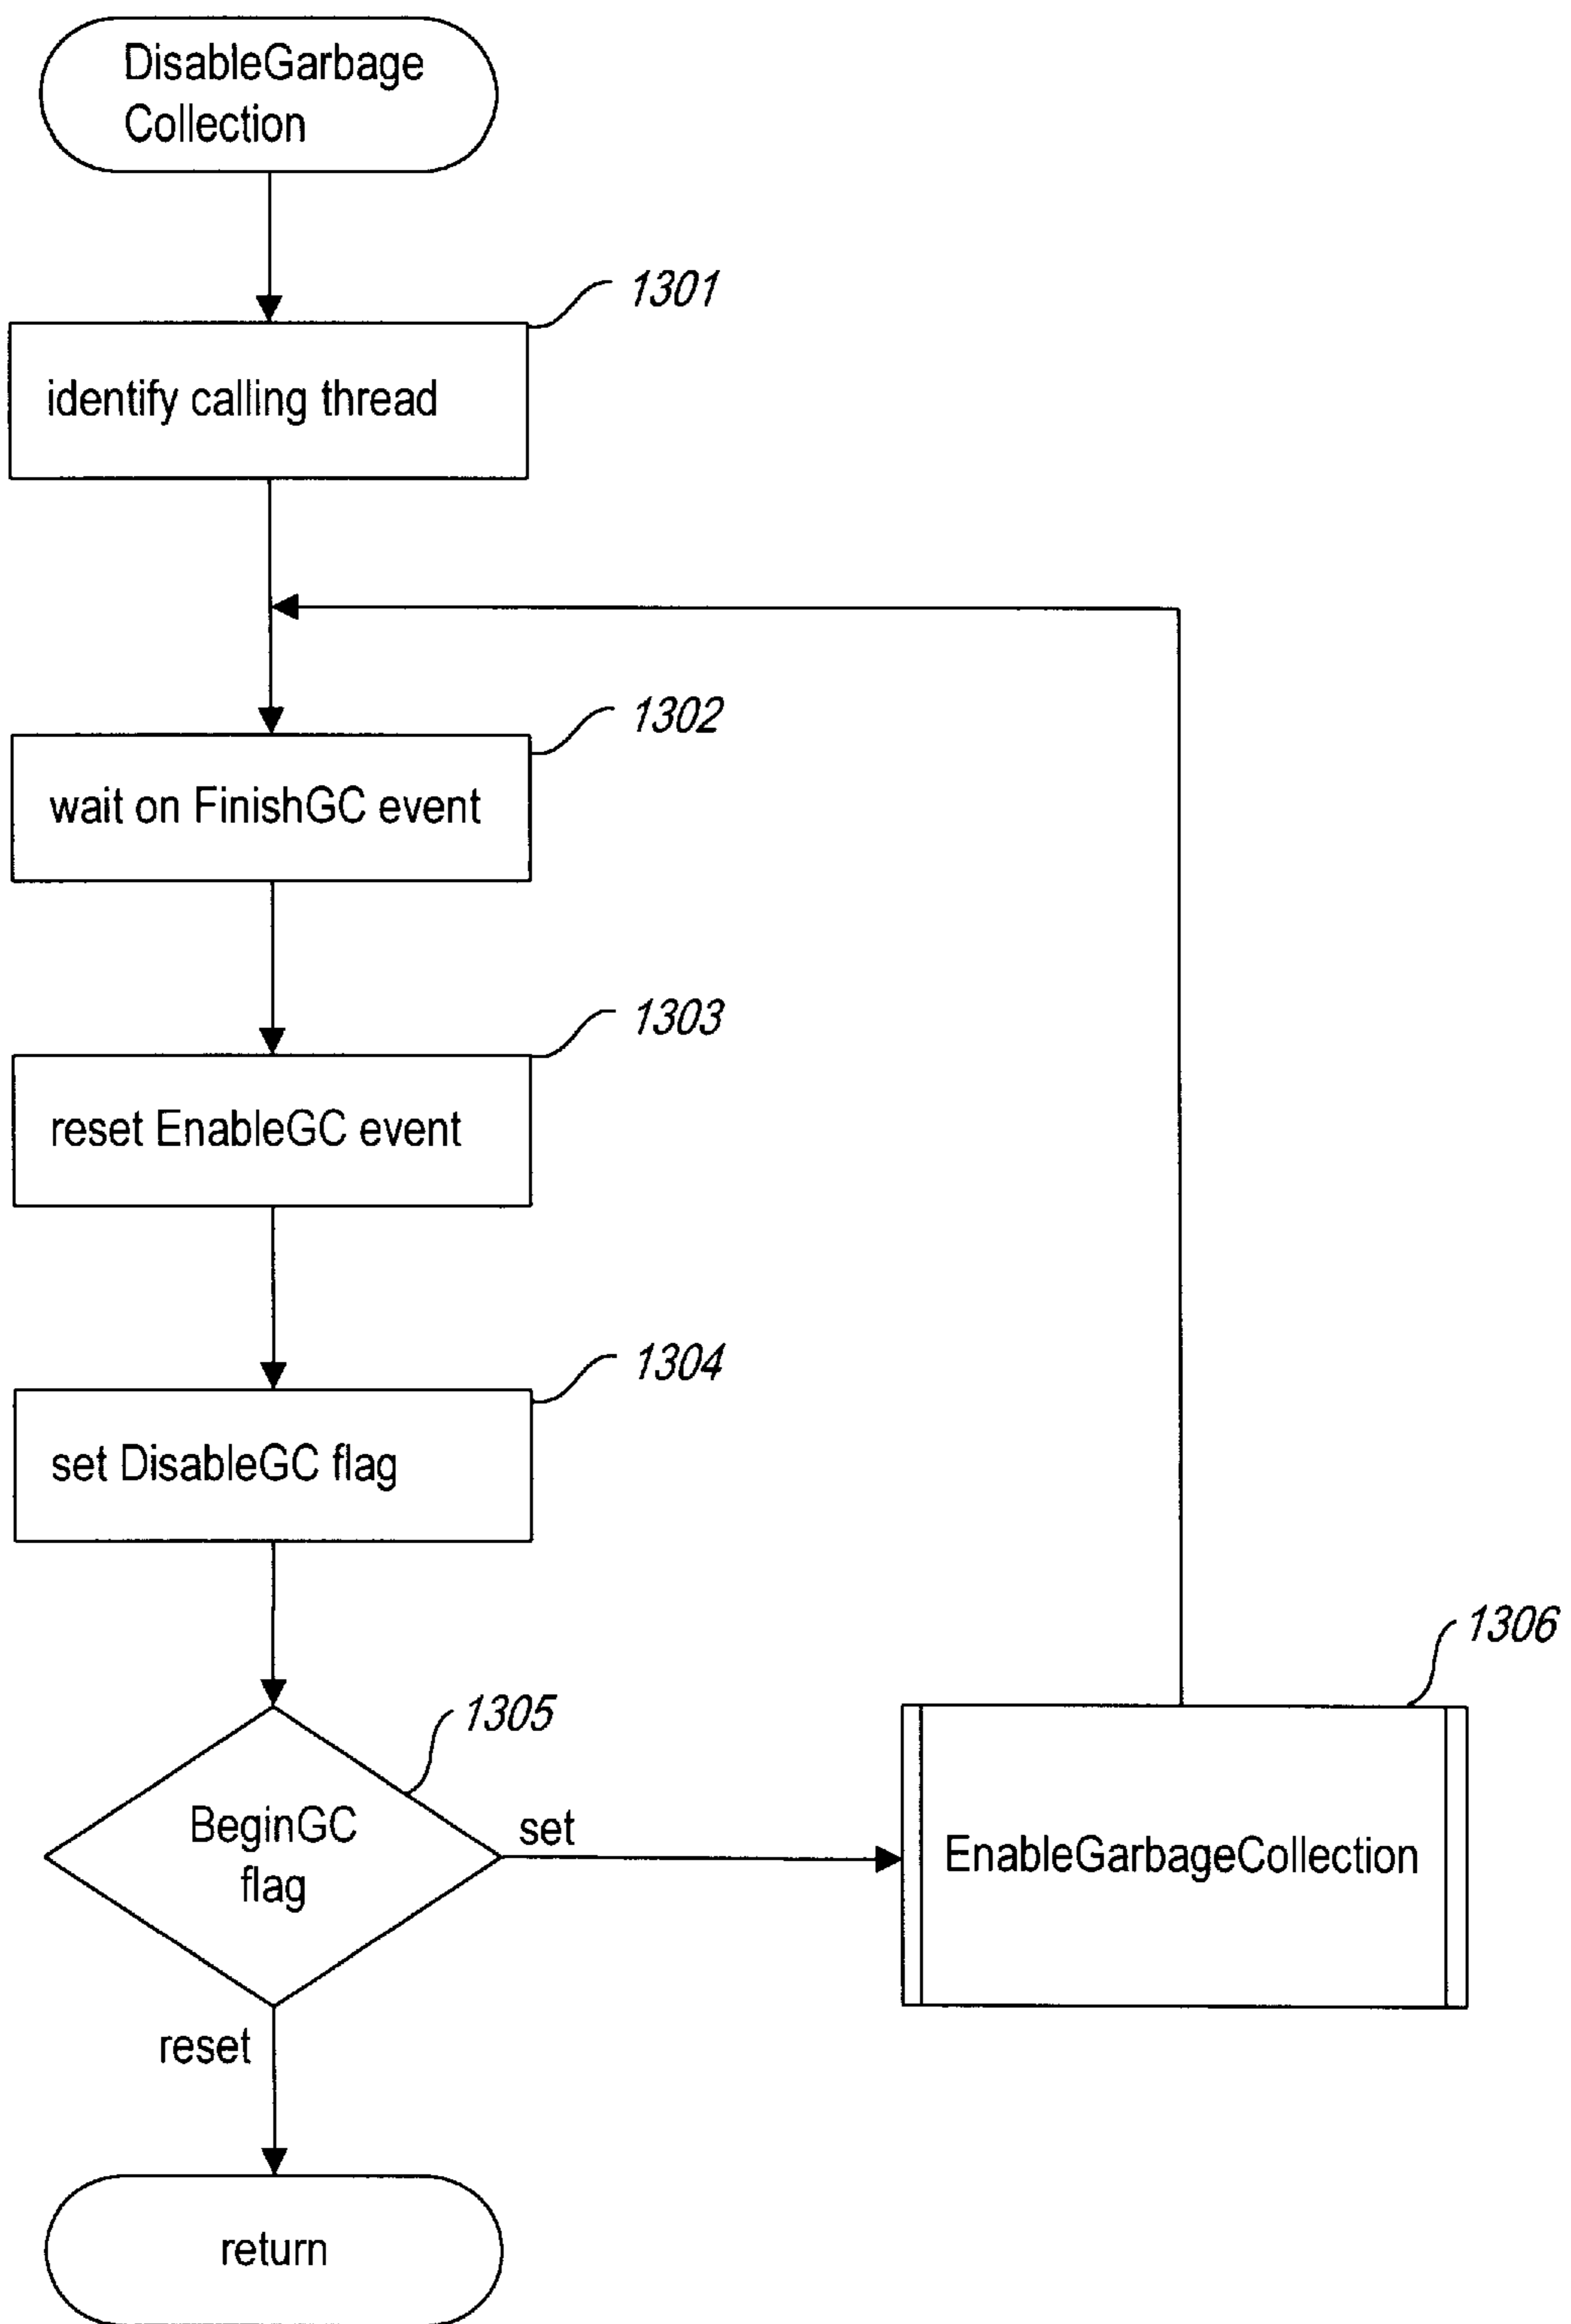 DisableGarbage
Collection
1301
identify calling thread
1302
wait on FinishGC event
1303
reset EnableGC event
1304
set DisableGC flag
1305
BeginGC
flag
set
1306
EnableGarbageCollection
reset
return